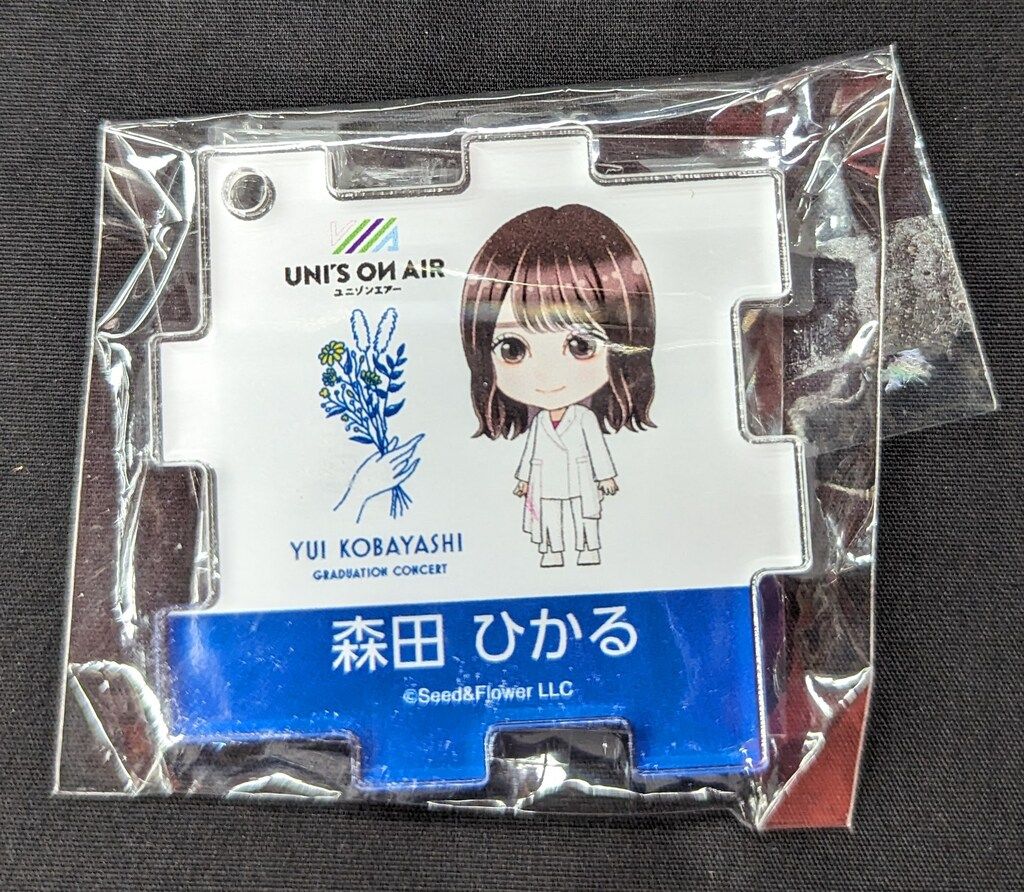 UNI'S ON AIR
ユニゾンエアー
YUI KOBAYASHI
GRADUATION CONCERT
森田 ひかる
©Seed&Flower LLC